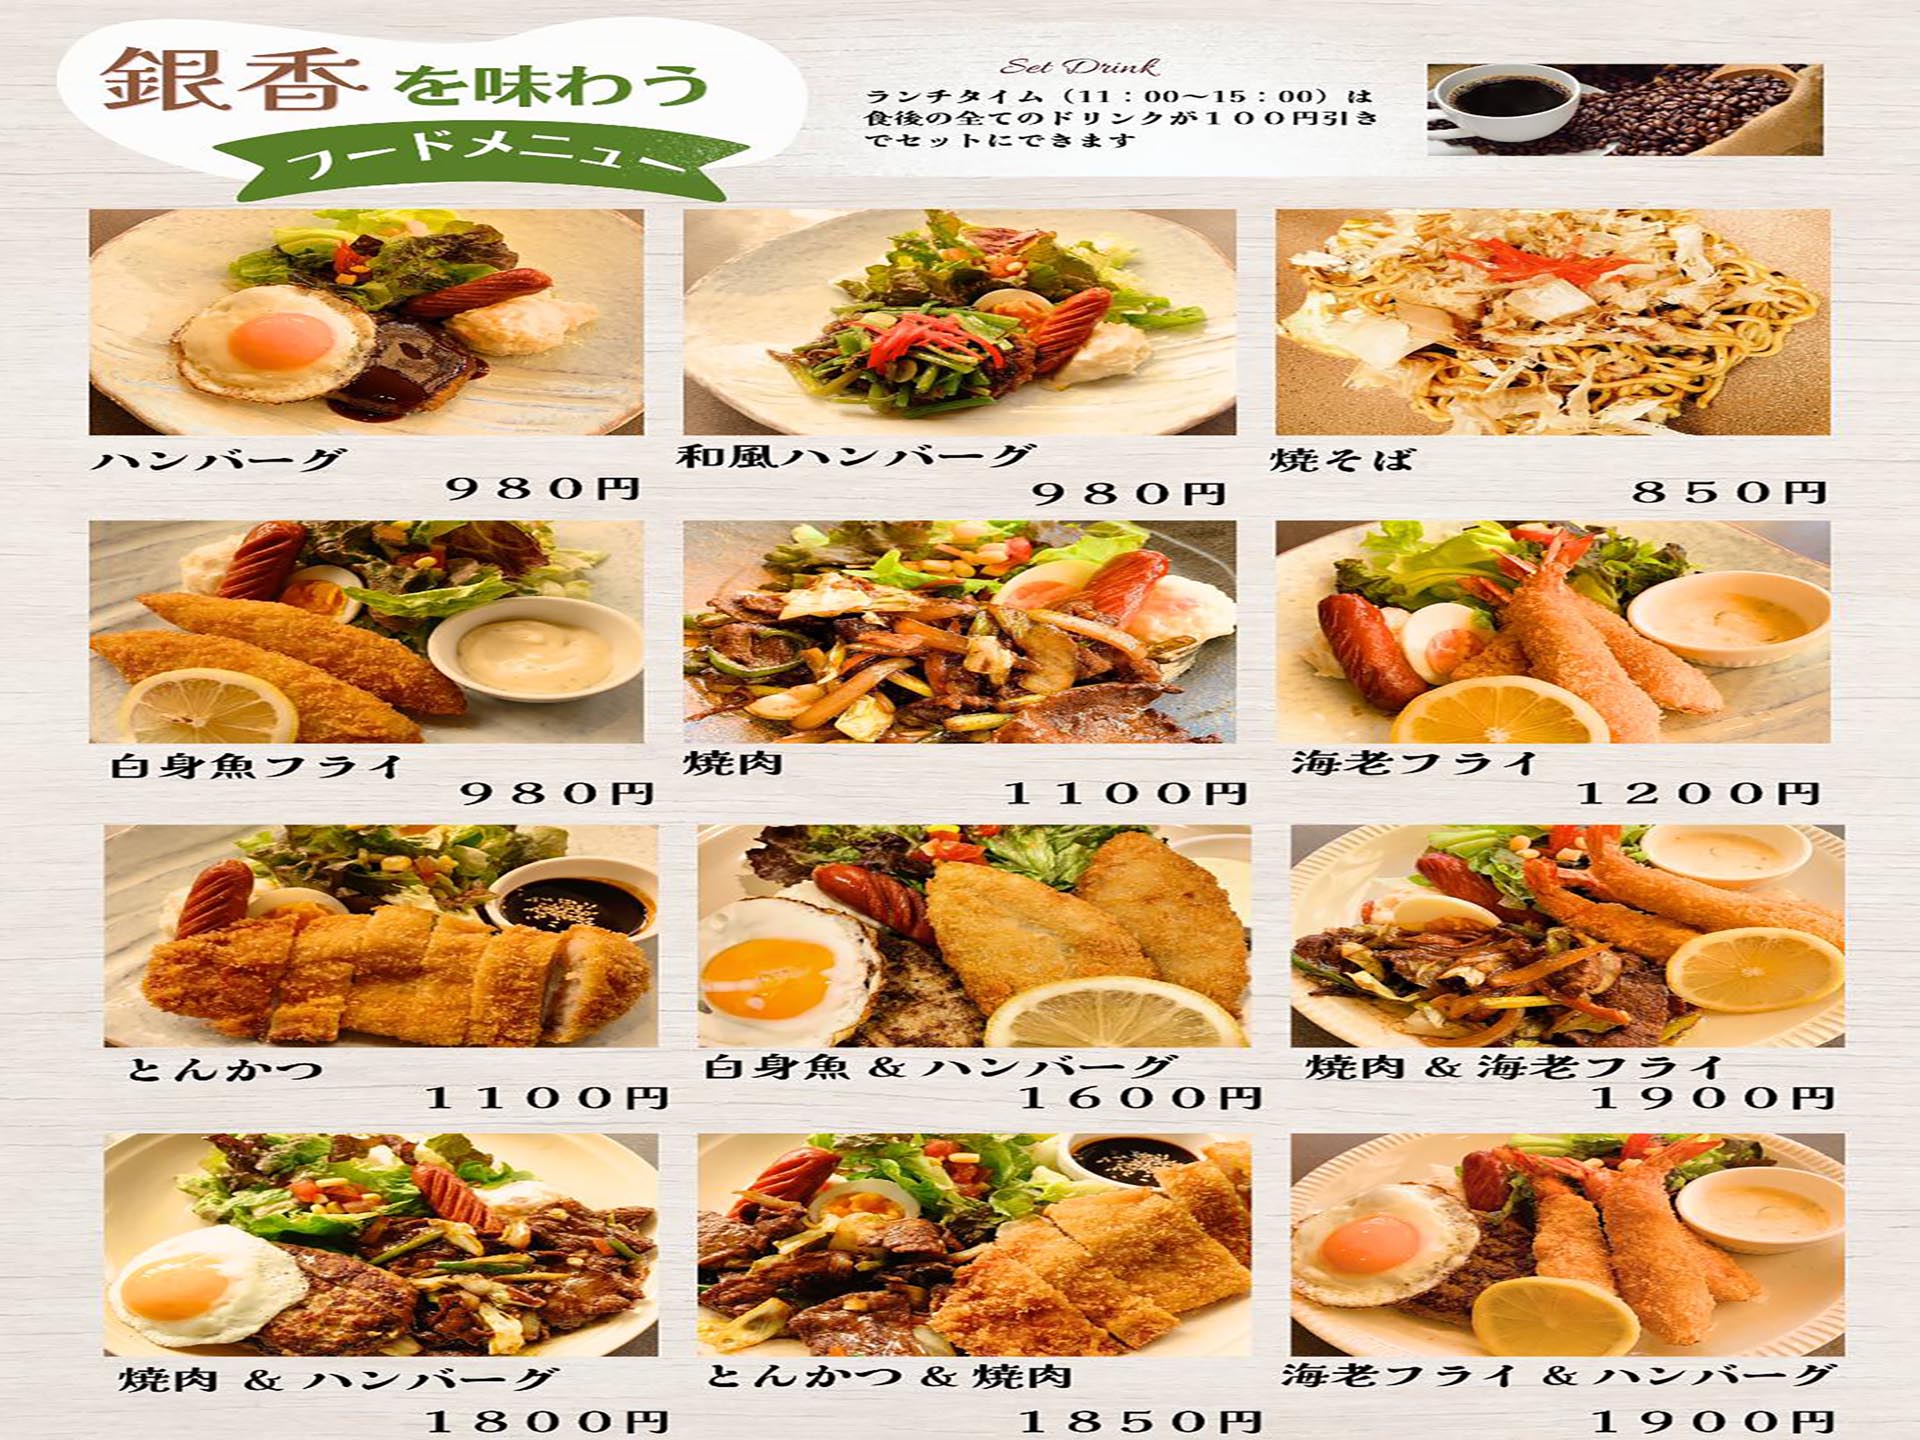 銀香を味わう
フードメニュー
Set Drink
ランチタイム（11：00〜15：00）は
食後の全てのドリンクが１００円引き
でセットにできます
ハンバーグ
９８０円
和風ハンバーグ
９８０円
焼そば
８５０円
白身魚フライ
９８０円
焼肉
１１００円
海老フライ
１２００円
とんかつ
１１００円
白身魚 & ハンバーグ
１６００円
焼肉 & 海老フライ
１９００円
焼肉 & ハンバーグ
１８００円
とんかつ & 焼肉
１８５０円
海老フライ & ハンバーグ
１９００円